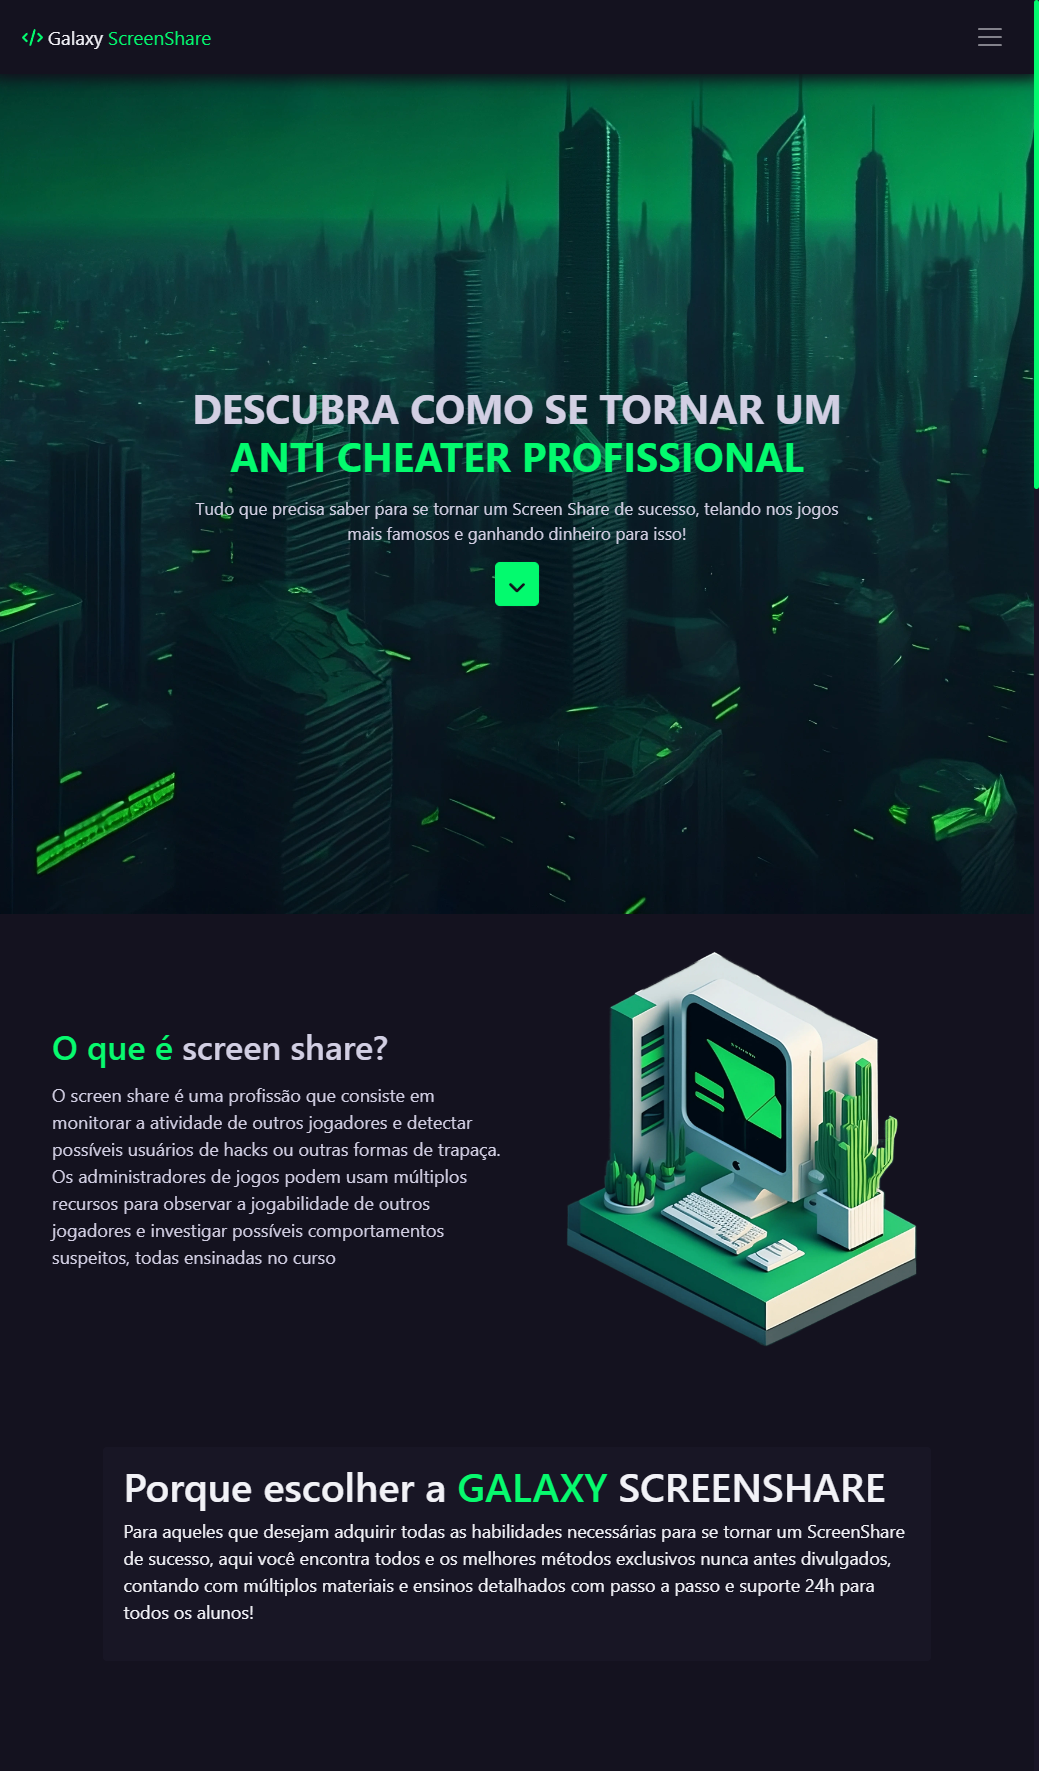 Galaxy ScreenShare
DESCUBRA COMO SE TORNAR UM
ANTI CHEATER PROFISSIONAL
Tudo que precisa saber para se tornar um Screen Share de sucesso, telando nos jogos
mais famosos e ganhando dinheiro para isso!
O que é screen share?
O screen share é uma profissão que consiste em
monitorar a atividade de outros jogadores e detectar
possíveis usuários de hacks ou outras formas de trapaça.
Os administradores de jogos podem usam múltiplos
recursos para observar a jogabilidade de outros
jogadores e investigar possíveis comportamentos
suspeitos, todas ensinadas no curso
Porque escolher a GALAXY SCREENSHARE
Para aqueles que desejam adquirir todas as habilidades necessárias para se tornar um ScreenShare
de sucesso, aqui você encontra todos e os melhores métodos exclusivos nunca antes divulgados,
contando com múltiplos materiais e ensinos detalhados com passo a passo e suporte 24h para
todos os alunos!